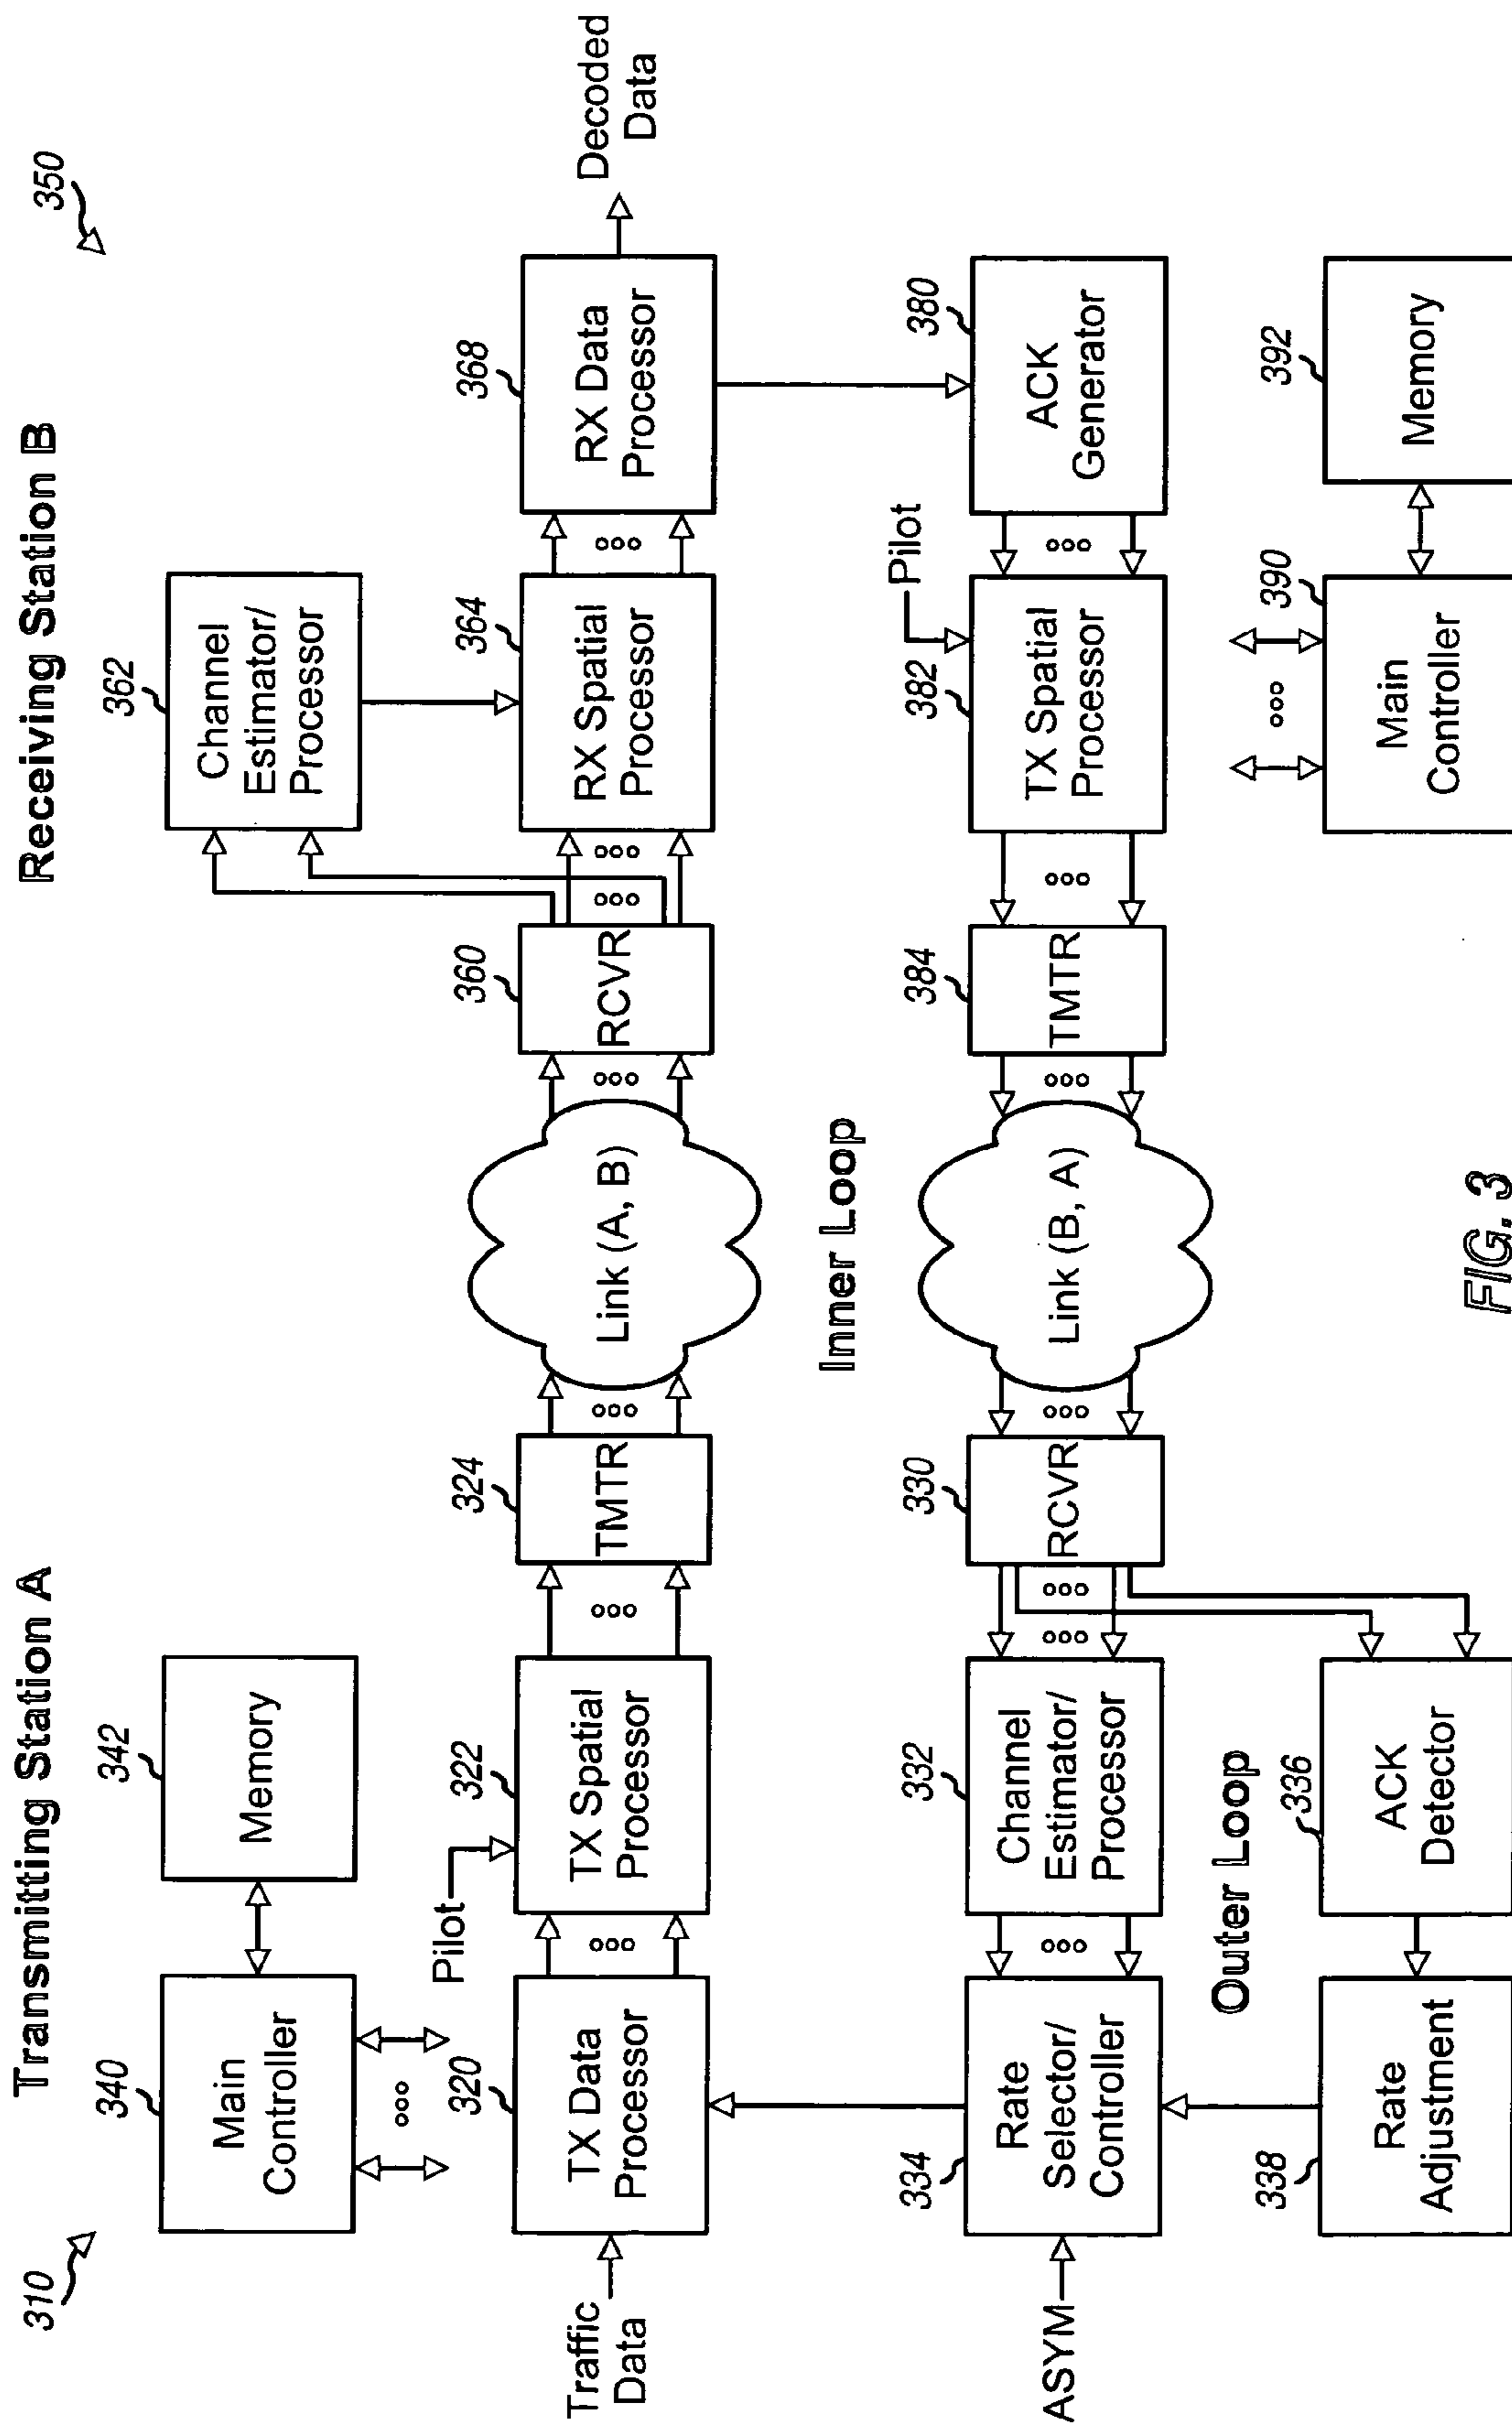 Transmitting Station A
Receiving Station B
310
350
340
Main
Controller
342
Memory
362
Channel
Estimator/
Processor
Pilot
Traffic
Data
320
TX Data
Processor
322
TX Spatial
Processor
324
TMTR
Link (A, B)
360
RCVR
364
RX Spatial
Processor
368
RX Data
Processor
Decoded
Data
Inner Loop
ASYM
334
Rate
Selector/
Controller
332
Channel
Estimator/
Processor
330
RCVR
Link (B, A)
384
TMTR
382
TX Spatial
Processor
Pilot
380
ACK
Generator
Outer Loop
338
Rate
Adjustment
336
ACK
Detector
390
Main
Controller
392
Memory
FIG. 3